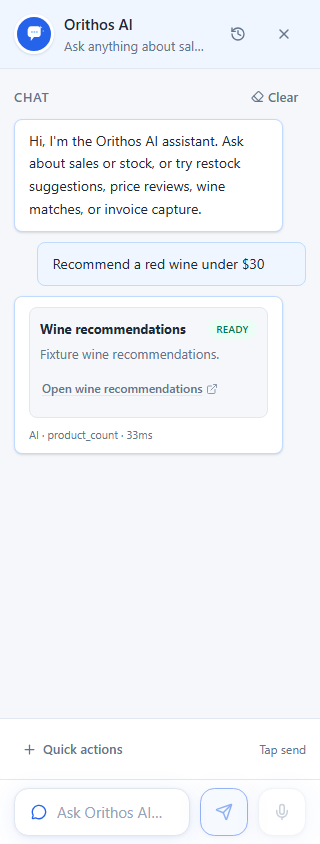 Orithos AI
Ask anything about sal...
CHAT
Clear
Hi, I'm the Orithos AI assistant. Ask
about sales or stock, or try restock
suggestions, price reviews, wine
matches, or invoice capture.
Recommend a red wine under $30
Wine recommendations
READY
Fixture wine recommendations.
Open wine recommendations
AI · product_count · 33ms
Quick actions
Tap send
Ask Orithos AI...